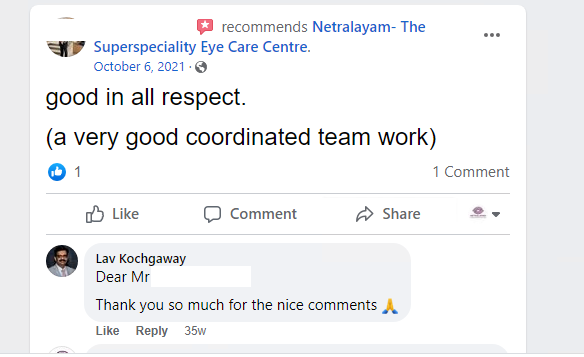 recommends Netralayam- The
Superspeciality Eye Care Centre.
October 6, 2021 ·
good in all respect.
(a very good coordinated team work)
1
1 Comment
Like
Comment
Share
Lav Kochgaway
Dear Mr
Thank you so much for the nice comments 🙏
Like Reply 35w